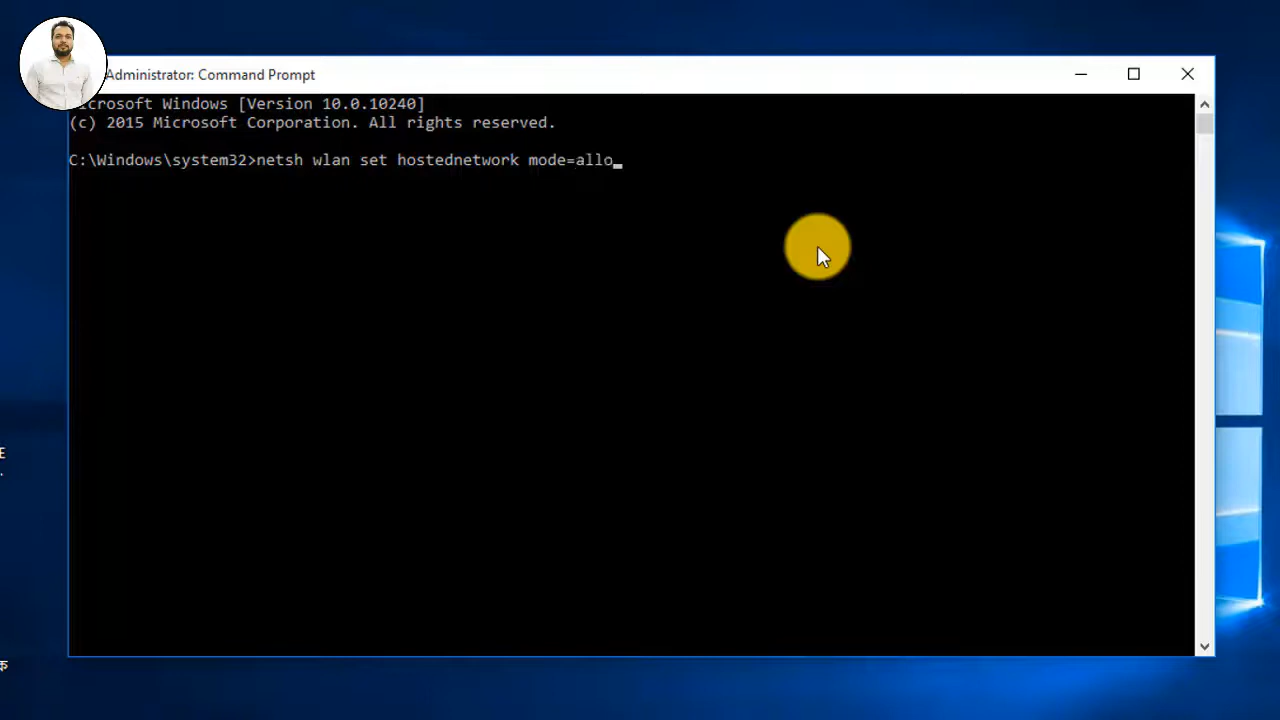 Administrator: Command Prompt
icrosoft Windows [Version 10.0.10240]
(c) 2015 Microsoft Corporation. All rights reserved.
C:\Windows\system32>netsh wlan set hostednetwork mode=allo_
E
.
ক